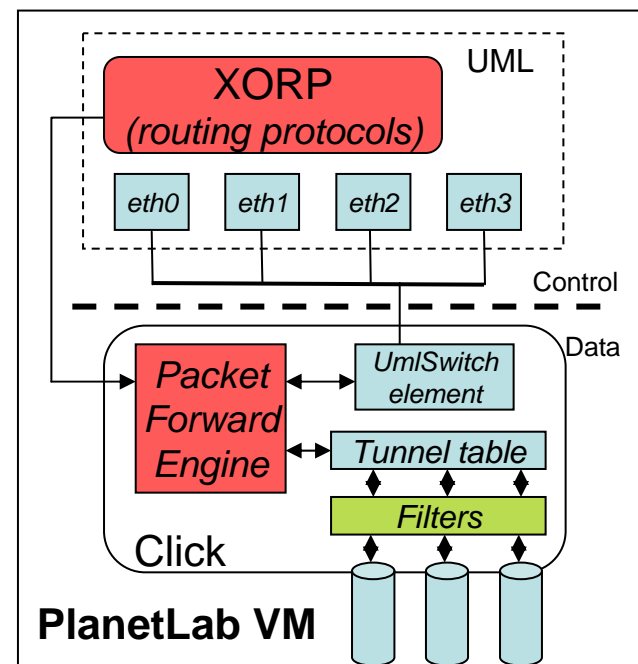 UML
XORP
(routing protocols)
eth0
eth1
eth2
eth3
Control
Data
UmlSwitch
element
Packet
Forward
Engine
Tunnel table
Filters
Click
PlanetLab VM